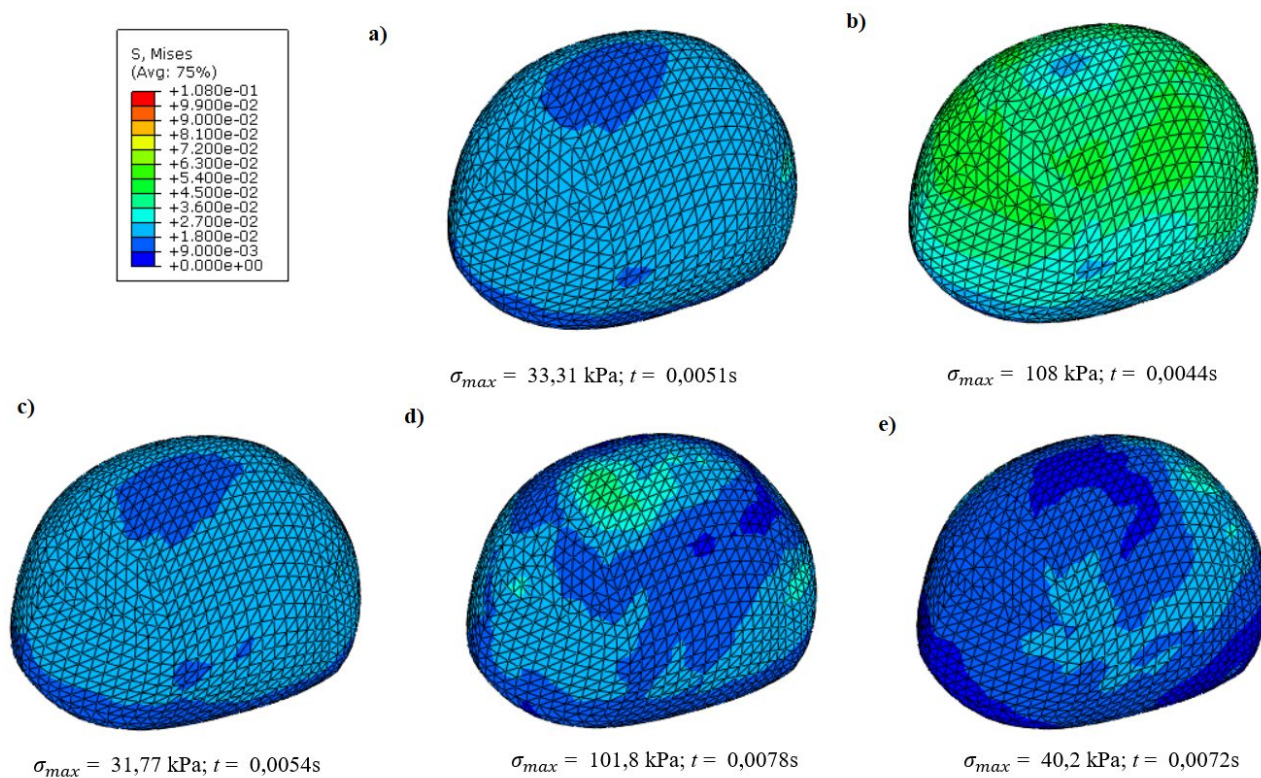 a)
b)
S, Mises
(Avg: 75%)
+1.080e-01
+9.900e-02
+9.000e-02
+8.100e-02
+7.200e-02
+6.300e-02
+5.400e-02
+4.500e-02
+3.600e-02
+2.700e-02
+1.800e-02
+9.000e-03
+0.000e+00
σmax = 33,31 kPa; t = 0,0051s
σmax = 108 kPa; t = 0,0044s
c)
d)
e)
σmax = 31,77 kPa; t = 0,0054s
σmax = 101,8 kPa; t = 0,0078s
σmax = 40,2 kPa; t = 0,0072s